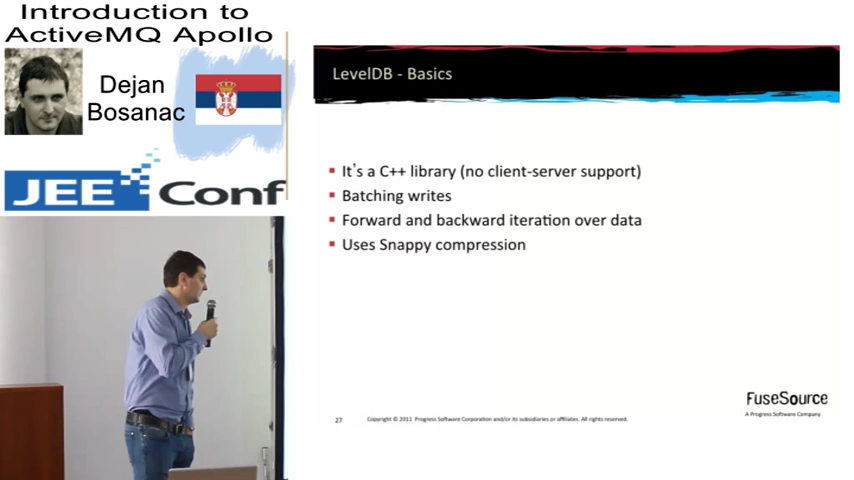 Introduction to
ActiveMQ Apollo
Dejan
Bosanac
JEE Conf
LevelDB - Basics
It's a C++ library (no client-server support)
Batching writes
Forward and backward iteration over data
Uses Snappy compression
27
Copyright © 2011 Progress Software Corporation and/or its subsidiaries or affiliates. All rights reserved.
FuseSource
A Progress Software Company